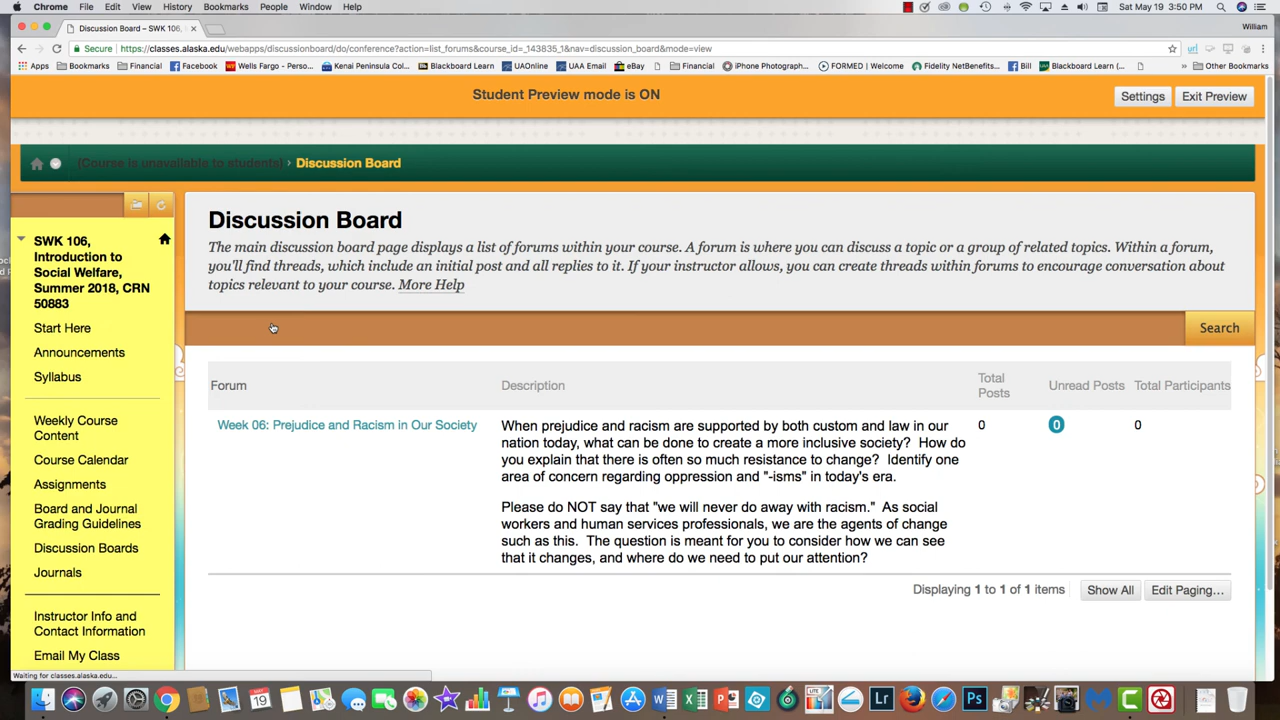 Chrome File Edit View History Bookmarks People Window Help Sat May 19 3:50 PM
Discussion Board – SWK 106, William
Secure https://classes.alaska.edu/webapps/discussionboard/do/conference?action=list_forums&course_id=_143835_1&nav=discussion_board&mode=view
Apps Bookmarks Financial Facebook Wells Fargo - Perso... Kenai Peninsula Col... Blackboard Learn UAOnline UAA Email eBay Financial iPhone Photograph... FORMED | Welcome Fidelity NetBenefits... Bill Blackboard Learn ( » Other Bookmarks
Student Preview mode is ON Settings Exit Preview
(Course is unavailable to students) › Discussion Board
SWK 106,
Introduction to
Social Welfare,
Summer 2018, CRN
50883
Start Here
Announcements
Syllabus
Weekly Course
Content
Course Calendar
Assignments
Board and Journal
Grading Guidelines
Discussion Boards
Journals
Instructor Info and
Contact Information
Email My Class
Discussion Board
The main discussion board page displays a list of forums within your course. A forum is where you can discuss a topic or a group of related topics. Within a forum,
you'll find threads, which include an initial post and all replies to it. If your instructor allows, you can create threads within forums to encourage conversation about
topics relevant to your course. More Help
Search
Forum Description Total Posts Unread Posts Total Participants
Week 06: Prejudice and Racism in Our Society
When prejudice and racism are supported by both custom and law in our 0 0 0
nation today, what can be done to create a more inclusive society? How do
you explain that there is often so much resistance to change? Identify one
area of concern regarding oppression and "-isms" in today's era.
Please do NOT say that "we will never do away with racism." As social
workers and human services professionals, we are the agents of change
such as this. The question is meant for you to consider how we can see
that it changes, and where do we need to put our attention?
Displaying 1 to 1 of 1 items Show All Edit Paging...
Waiting for classes.alaska.edu...